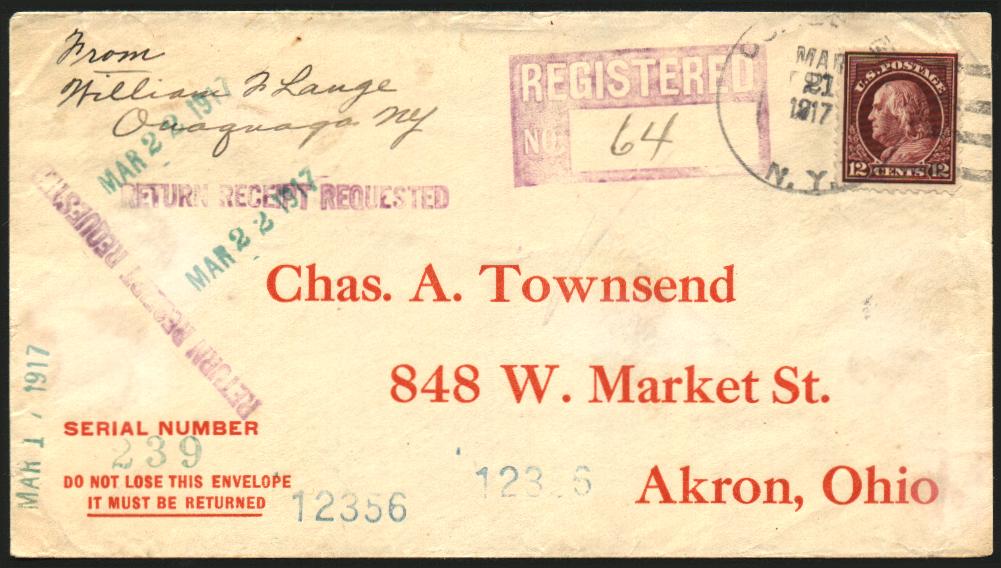 From
William F Lange
Ouaquaga NY
MAR 22 1917
RETURN RECEIPT REQUESTED
MAR 22 1917
RETURN RECEIPT REQUESTED
REGISTERED
NO. 64
MAR
21
1917
N.Y.
U.S. POSTAGE
12 CENTS 12
Chas. A. Townsend
848 W. Market St.
Akron, Ohio
MAR 17 1917
SERIAL NUMBER
239
DO NOT LOSE THIS ENVELOPE
IT MUST BE RETURNED
12356